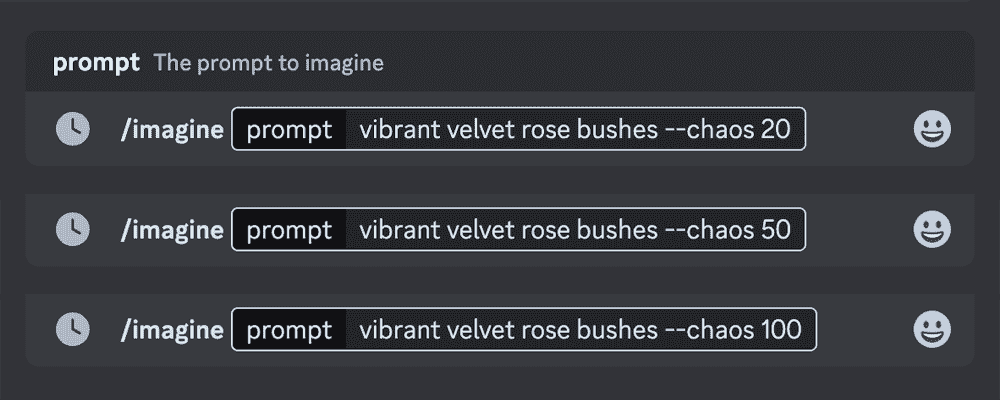 prompt The prompt to imagine
/imagine prompt vibrant velvet rose bushes --chaos 20
/imagine prompt vibrant velvet rose bushes --chaos 50
/imagine prompt vibrant velvet rose bushes --chaos 100